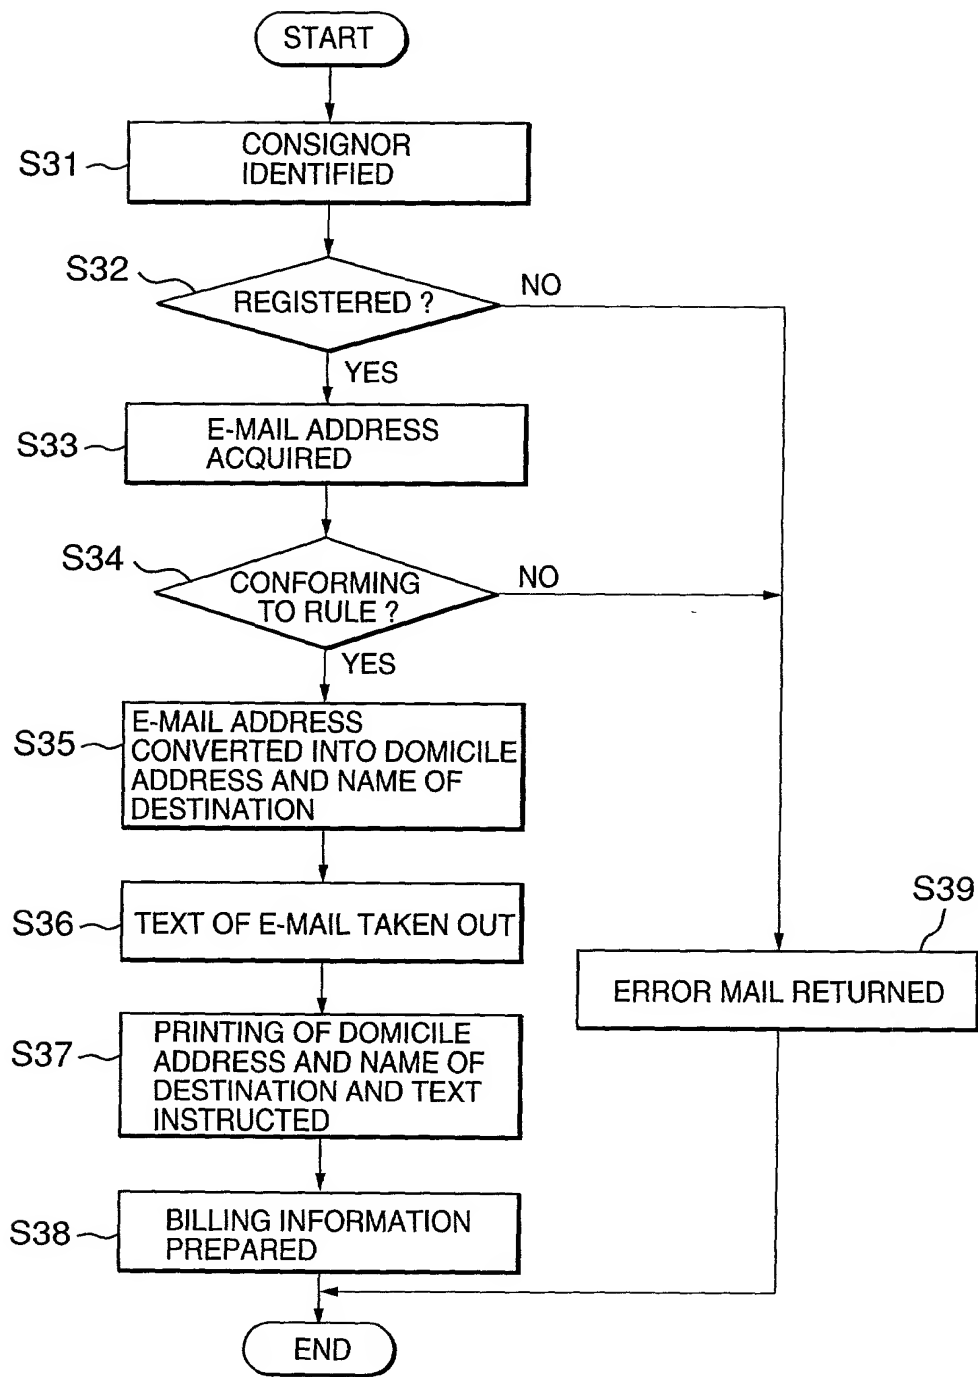 START
S31
CONSIGNOR
IDENTIFIED
S32
REGISTERED ?
NO
YES
S33
E-MAIL ADDRESS
ACQUIRED
S34
CONFORMING
TO RULE ?
NO
YES
S35
E-MAIL ADDRESS
CONVERTED INTO DOMICILE
ADDRESS AND NAME OF
DESTINATION
S36
TEXT OF E-MAIL TAKEN OUT
S39
ERROR MAIL RETURNED
S37
PRINTING OF DOMICILE
ADDRESS AND NAME OF
DESTINATION AND TEXT
INSTRUCTED
S38
BILLING INFORMATION
PREPARED
END